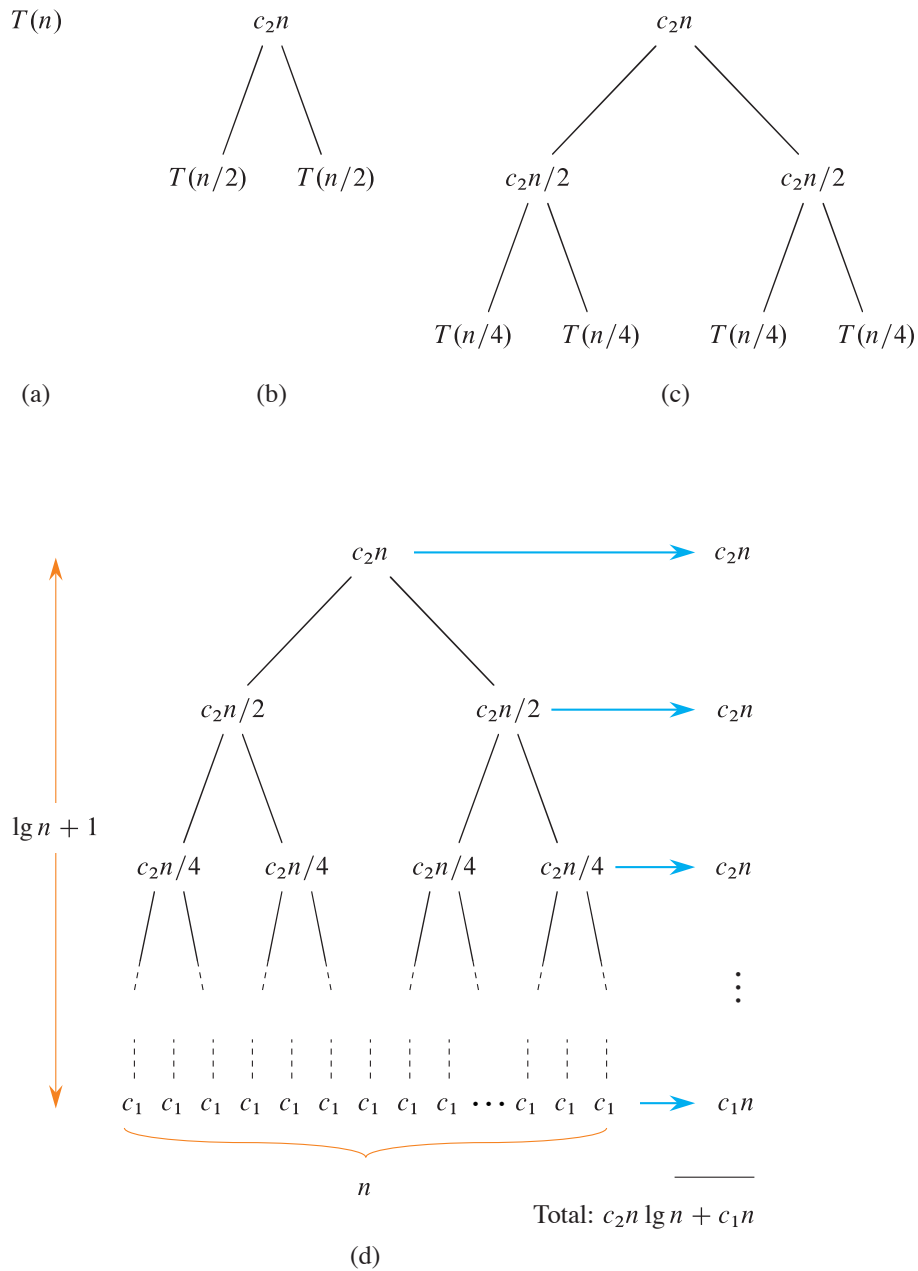 T(n) c₂n c₂n
T(n/2) T(n/2) c₂n/2 c₂n/2
T(n/4) T(n/4) T(n/4) T(n/4)
(a) (b) (c)
c₂n c₂n
c₂n/2 c₂n/2 c₂n
lg n + 1
c₂n/4 c₂n/4 c₂n/4 c₂n/4 c₂n
⋮
c₁ c₁ c₁ c₁ c₁ c₁ c₁ c₁ c₁ ⋯ c₁ c₁ c₁ c₁n
n
Total: c₂n lg n + c₁n
(d)